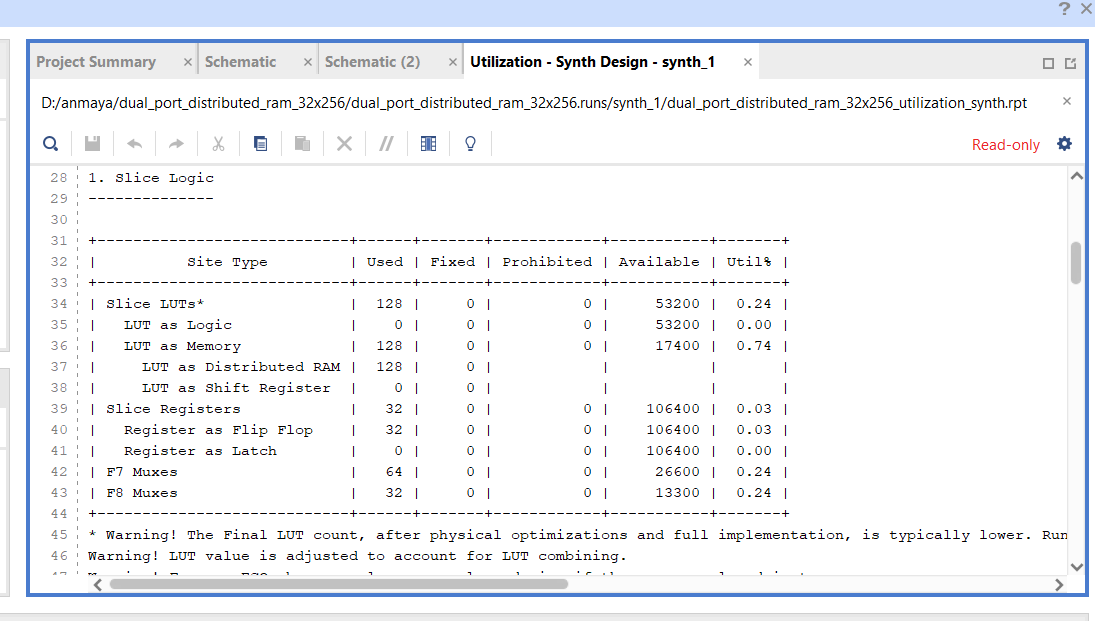 ? ×
Project Summary × Schematic × Schematic (2) × Utilization - Synth Design - synth_1 ×
D:/anmaya/dual_port_distributed_ram_32x256/dual_port_distributed_ram_32x256.runs/synth_1/dual_port_distributed_ram_32x256_utilization_synth.rpt ×
Read-only
28 1. Slice Logic
29 --------------
30
31 +----------------------------+------+-------+------------+-----------+-------+
32 |          Site Type         | Used | Fixed | Prohibited | Available | Util% |
33 +----------------------------+------+-------+------------+-----------+-------+
34 | Slice LUTs*                |  128 |     0 |          0 |     53200 |  0.24 |
35 |   LUT as Logic             |    0 |     0 |          0 |     53200 |  0.00 |
36 |   LUT as Memory            |  128 |     0 |          0 |     17400 |  0.74 |
37 |     LUT as Distributed RAM |  128 |     0 |            |           |       |
38 |     LUT as Shift Register  |    0 |     0 |            |           |       |
39 | Slice Registers            |   32 |     0 |          0 |    106400 |  0.03 |
40 |   Register as Flip Flop    |   32 |     0 |          0 |    106400 |  0.03 |
41 |   Register as Latch        |    0 |     0 |          0 |    106400 |  0.00 |
42 | F7 Muxes                   |   64 |     0 |          0 |     26600 |  0.24 |
43 | F8 Muxes                   |   32 |     0 |          0 |     13300 |  0.24 |
44 +----------------------------+------+-------+------------+-----------+-------+
45 * Warning! The Final LUT count, after physical optimizations and full implementation, is typically lower. Run
46 Warning! LUT value is adjusted to account for LUT combining.